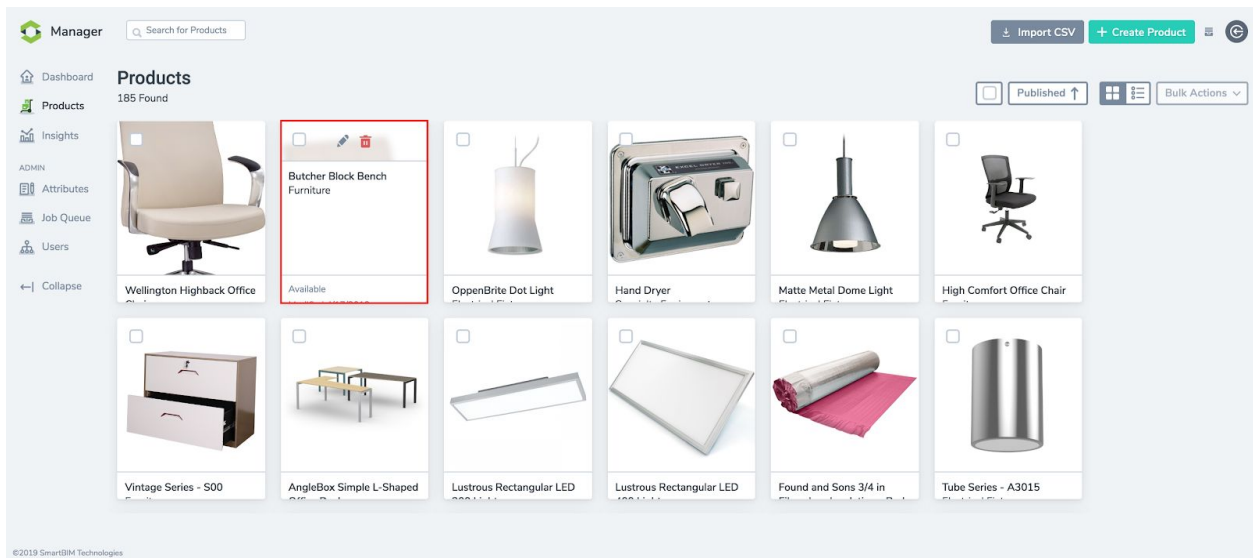 Manager
Search for Products
Import CSV
+ Create Product
Dashboard
Products
Insights
ADMIN
Attributes
Job Queue
Users
Collapse
Products
185 Found
Published
Bulk Actions
EXCEL DRYER
Wellington Highback Office
Butcher Block Bench
Furniture
Available
OppenBrite Dot Light
Hand Dryer
Matte Metal Dome Light
High Comfort Office Chair
Vintage Series - S00
AngleBox Simple L-Shaped
Lustrous Rectangular LED
Lustrous Rectangular LED
Found and Sons 3/4 in
Tube Series - A3015
©2019 SmartBIM Technologies